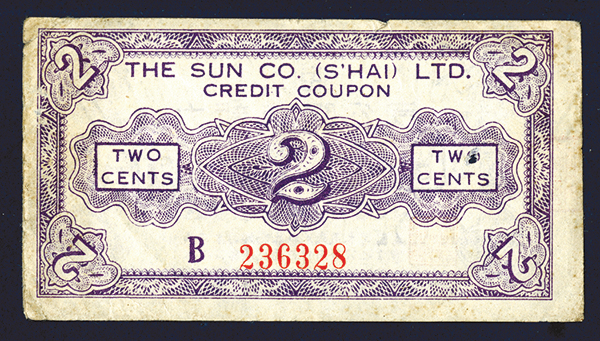 2 2
THE SUN CO. (S'HAI) LTD.
CREDIT COUPON
TWO CENTS
2
TWO CENTS
B 236328
2 2